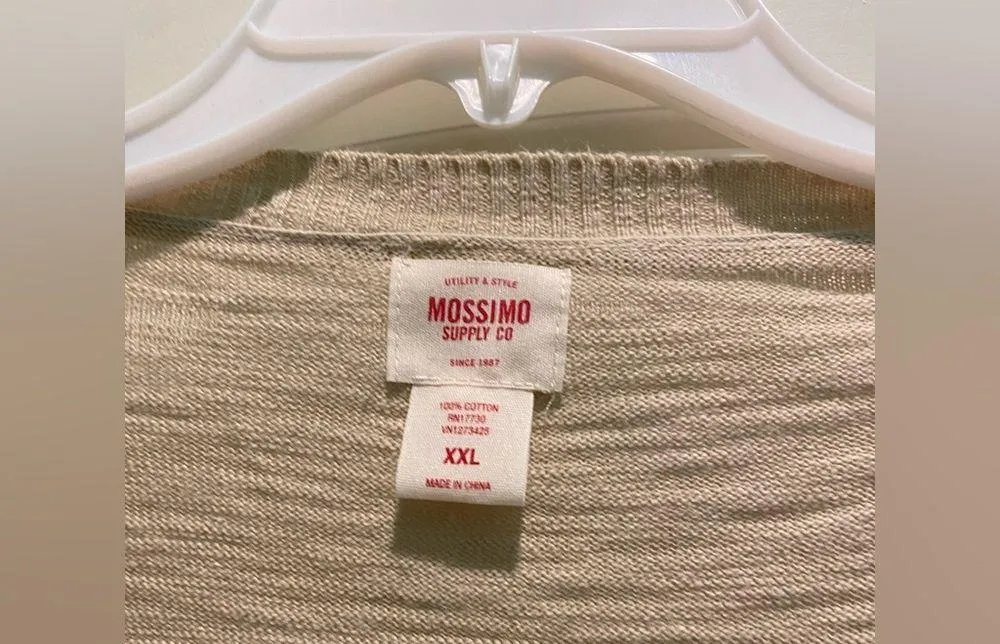 UTILITY & STYLE
MOSSIMO
SUPPLY CO
SINCE 1987
100% COTTON
RN17730
VN1273425
XXL
MADE IN CHINA